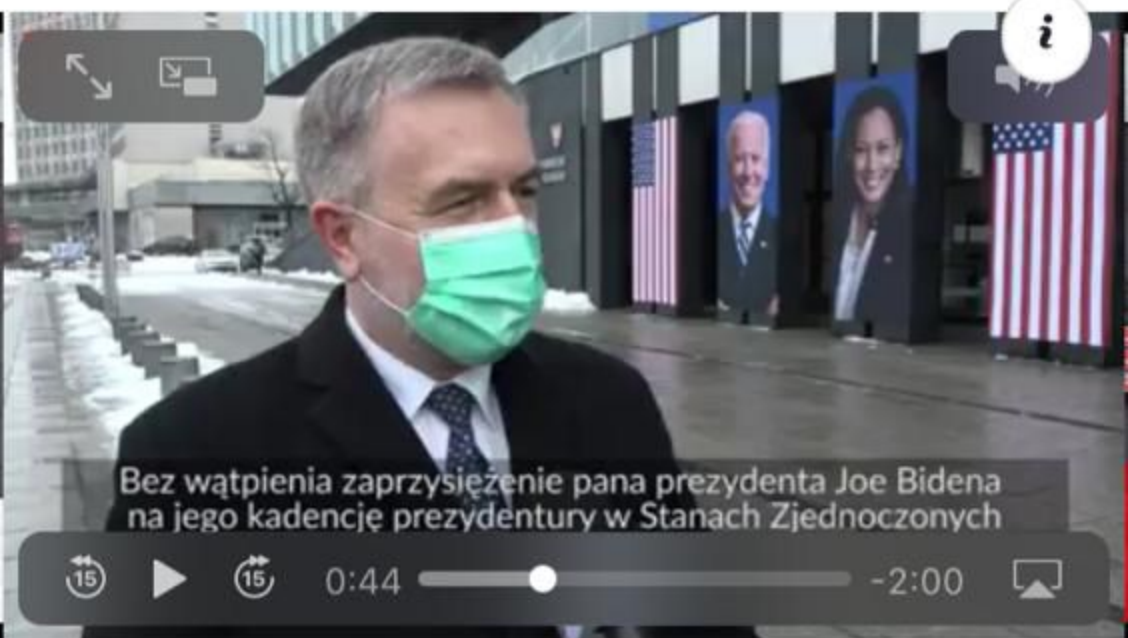 Bez wątpienia zaprzysiężenie pana prezydenta Joe Bidena
na jego kadencję prezydentury w Stanach Zjednoczonych
15
15
0:44
-2:00
i